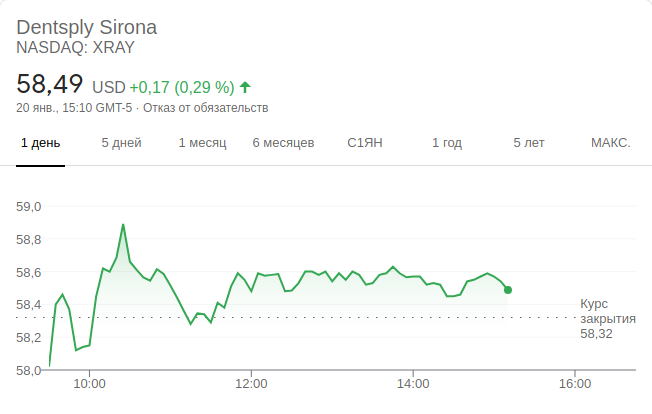 Dentsply Sirona
NASDAQ: XRAY
58,49 USD +0,17 (0,29 %)
20 янв., 15:10 GMT-5 · Отказ от обязательств
1 день 5 дней 1 месяц 6 месяцев С1ЯН 1 год 5 лет МАКС.
59,0
58,8
58,6
58,4
58,2
58,0
Курс
закрытия
58,32
10:00 12:00 14:00 16:00